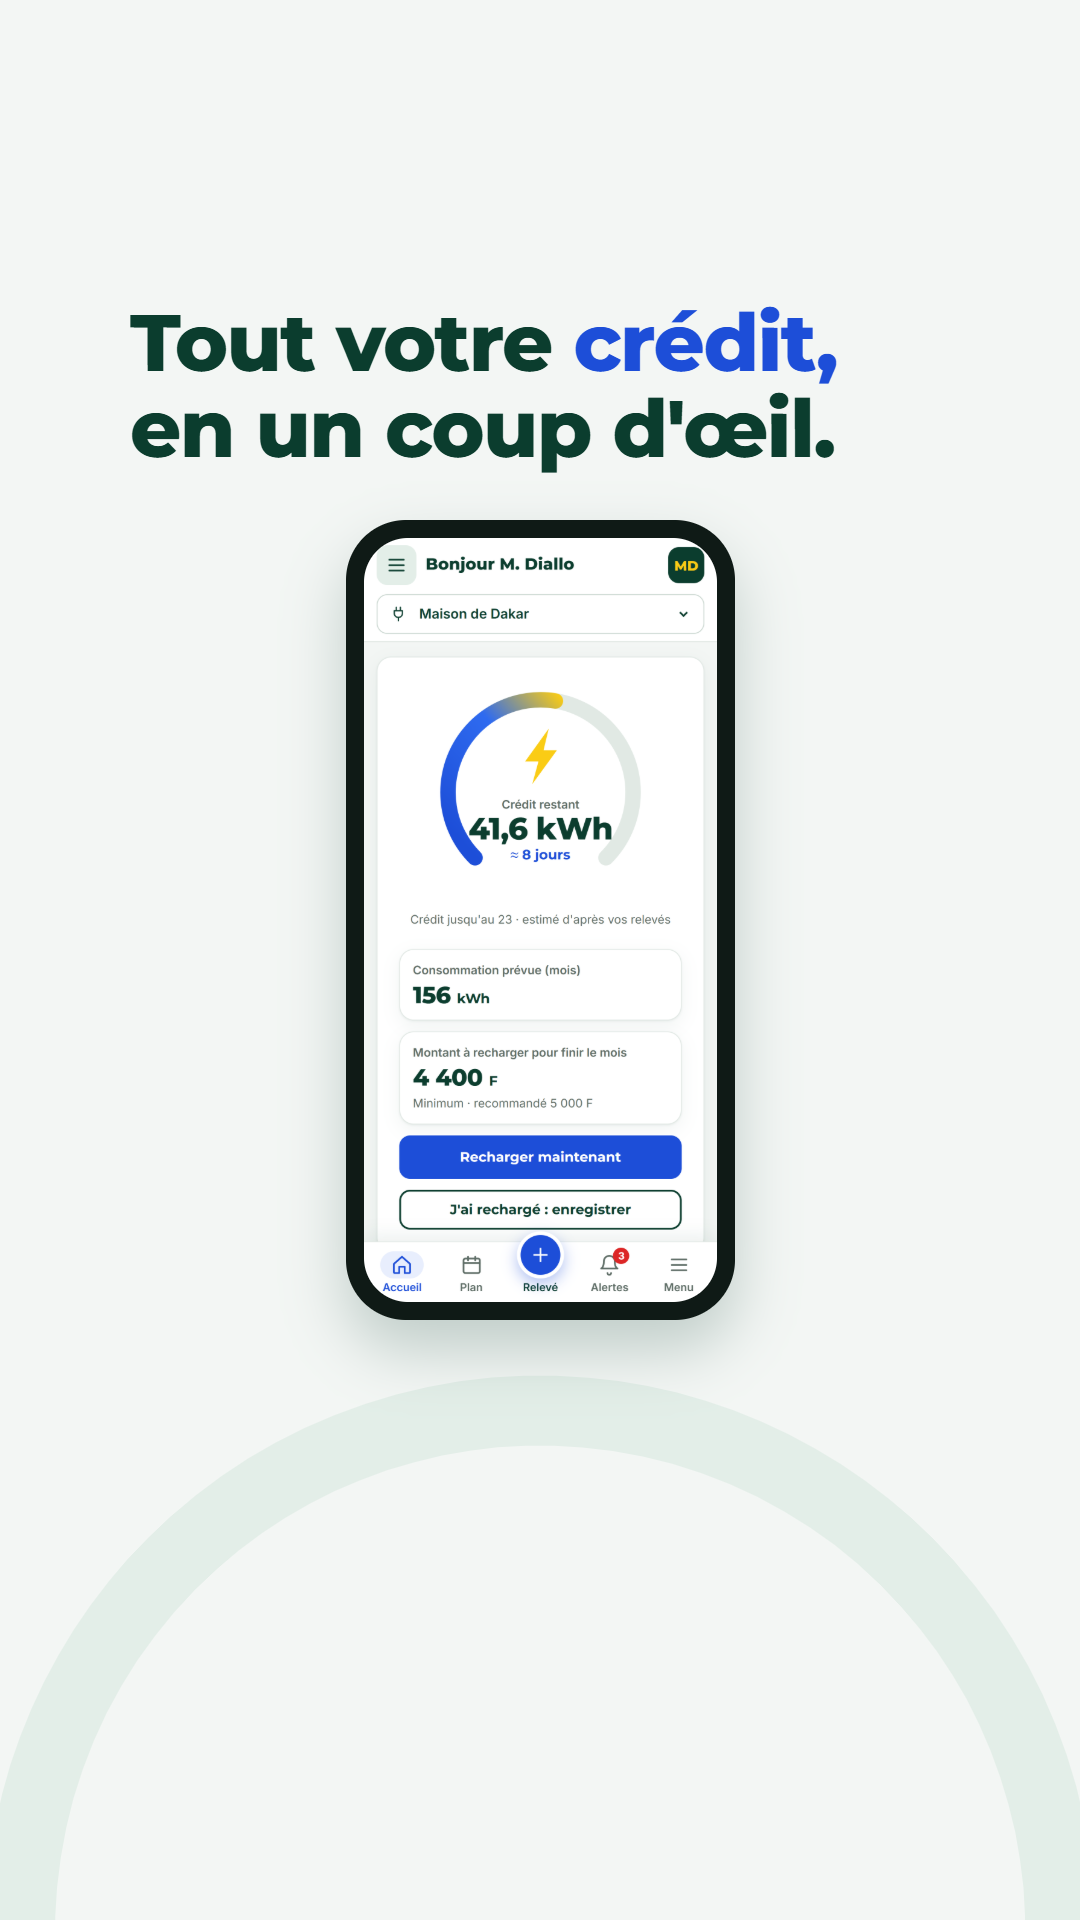 Tout votre crédit,
en un coup d'œil.
Bonjour M. Diallo
MD
Maison de Dakar
Crédit restant
41,6 kWh
≈ 8 jours
Crédit jusqu'au 23 · estimé d'après vos relevés
Consommation prévue (mois)
156 kWh
Montant à recharger pour finir le mois
4 400 F
Minimum · recommandé 5 000 F
Recharger maintenant
J'ai rechargé : enregistrer
3
Accueil
Plan
Relevé
Alertes
Menu